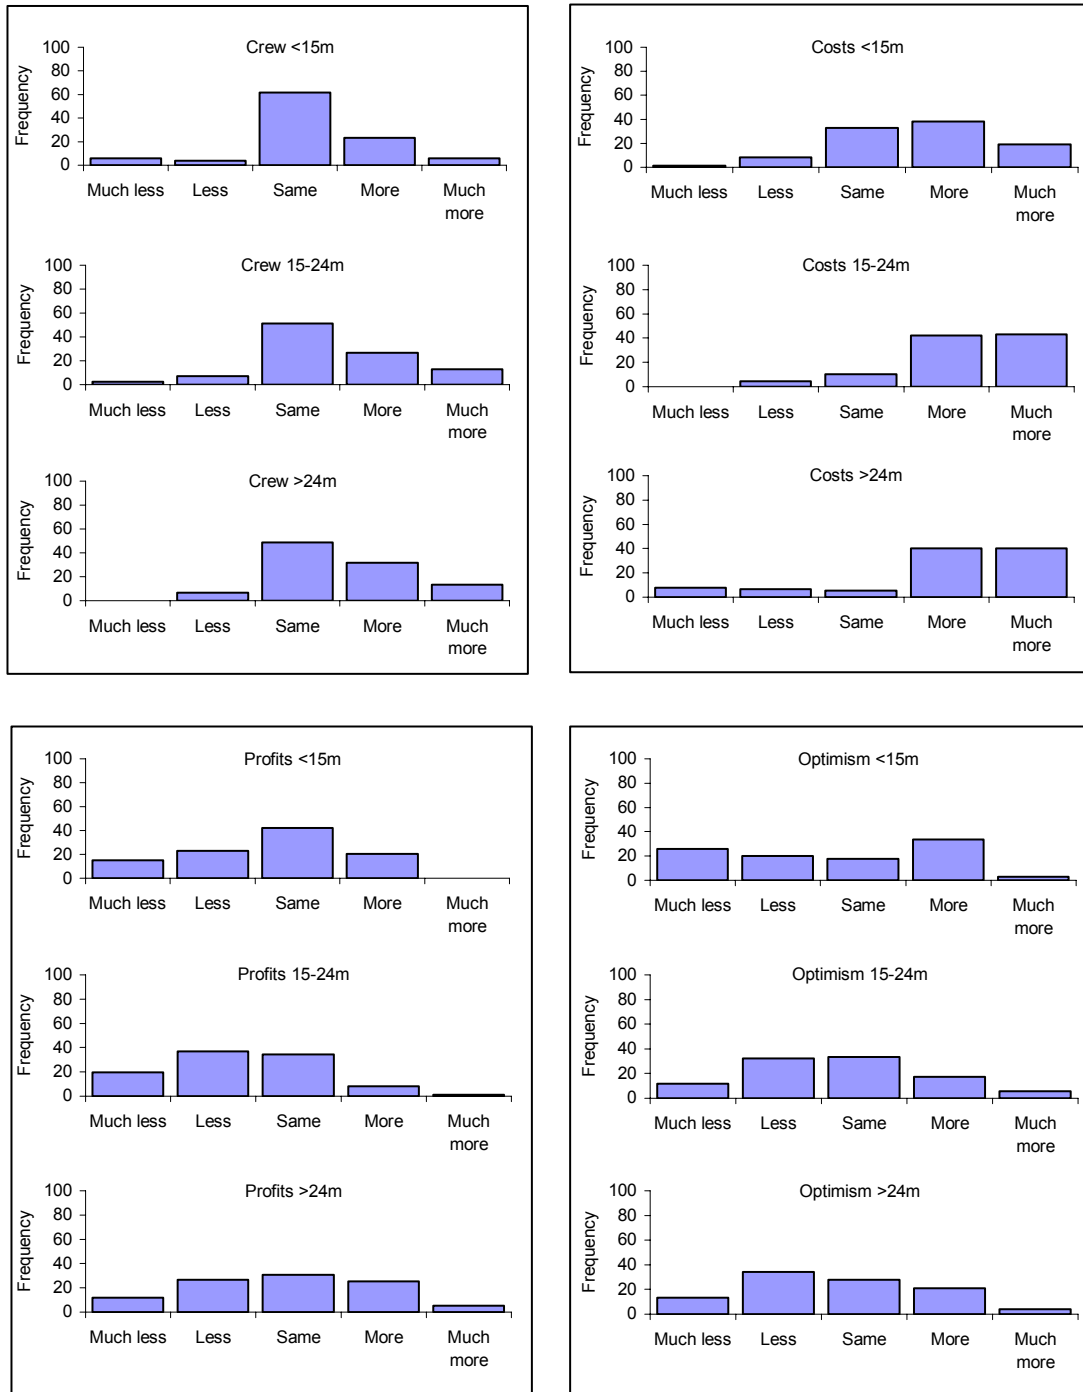 Crew <15m
Frequency
100
80
60
40
20
0
Much less Less Same More Much
more
Crew 15-24m
Frequency
100
80
60
40
20
0
Much less Less Same More Much
more
Crew >24m
Frequency
100
80
60
40
20
0
Much less Less Same More Much
more
Costs <15m
Frequency
100
80
60
40
20
0
Much less Less Same More Much
more
Costs 15-24m
Frequency
100
80
60
40
20
0
Much less Less Same More Much
more
Costs >24m
Frequency
100
80
60
40
20
0
Much less Less Same More Much
more
Profits <15m
Frequency
100
80
60
40
20
0
Much less Less Same More Much
more
Profits 15-24m
Frequency
100
80
60
40
20
0
Much less Less Same More Much
more
Profits >24m
Frequency
100
80
60
40
20
0
Much less Less Same More Much
more
Optimism <15m
Frequency
100
80
60
40
20
0
Much less Less Same More Much
more
Optimism 15-24m
Frequency
100
80
60
40
20
0
Much less Less Same More Much
more
Optimism >24m
Frequency
100
80
60
40
20
0
Much less Less Same More Much
more